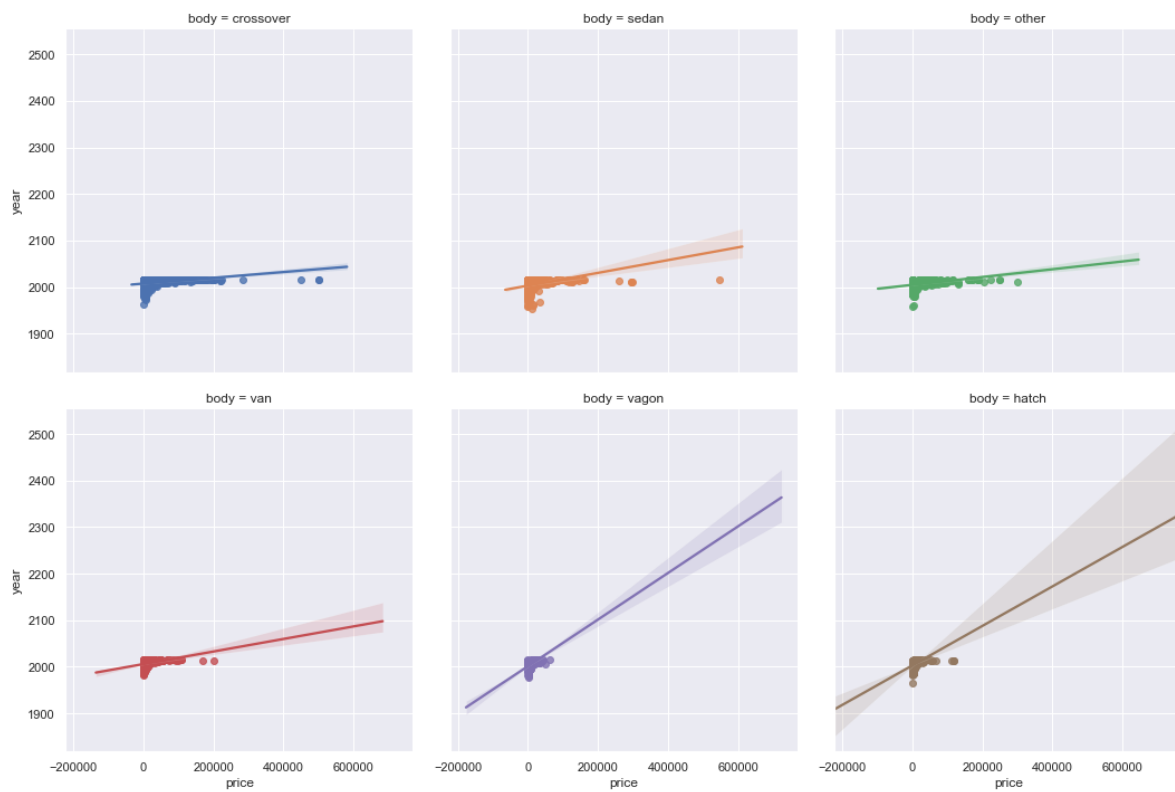 body = crossover
body = sedan
body = other
2500
2400
2300
2200
2100
2000
1900
year
body = van
body = vagon
body = hatch
2500
2400
2300
2200
2100
2000
1900
year
−200000 0 200000 400000 600000
−200000 0 200000 400000 600000
−200000 0 200000 400000 600000
price
price
price